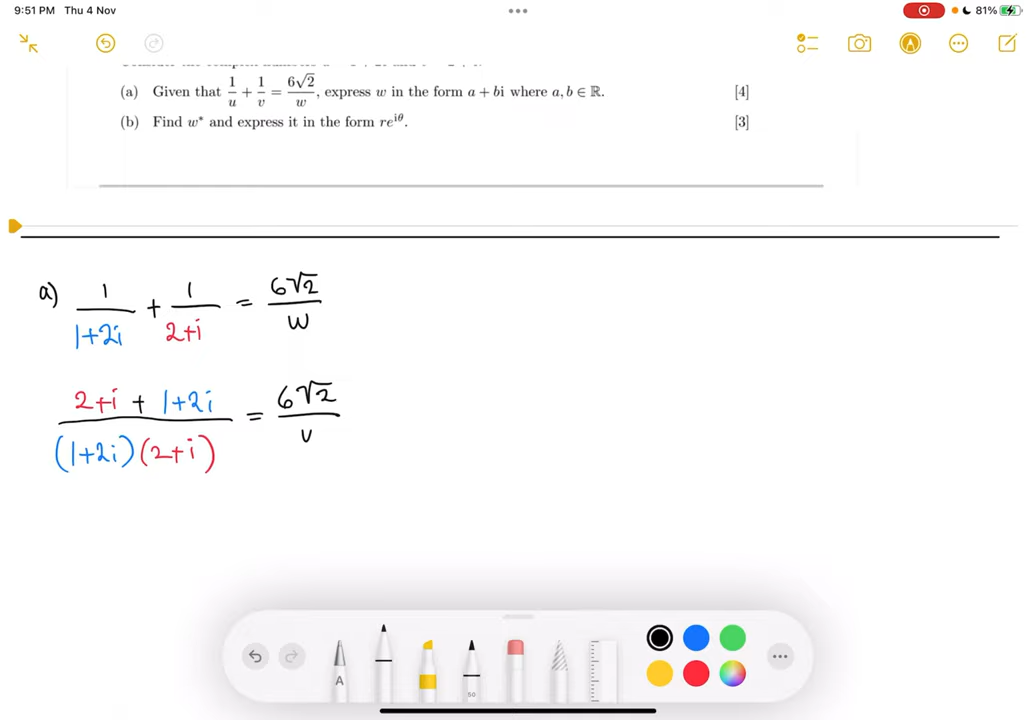 9:51 PM Thu 4 Nov
81%
(a) Given that 1/u + 1/v = 6√2/w, express w in the form a + bi where a, b ∈ ℝ. [4]
(b) Find w* and express it in the form re^{iθ}. [3]
a) 1/(1+2i) + 1/(2+i) = 6√2/W
(2+i + 1+2i)/((1+2i)(2+i)) = 6√2/v
A
50